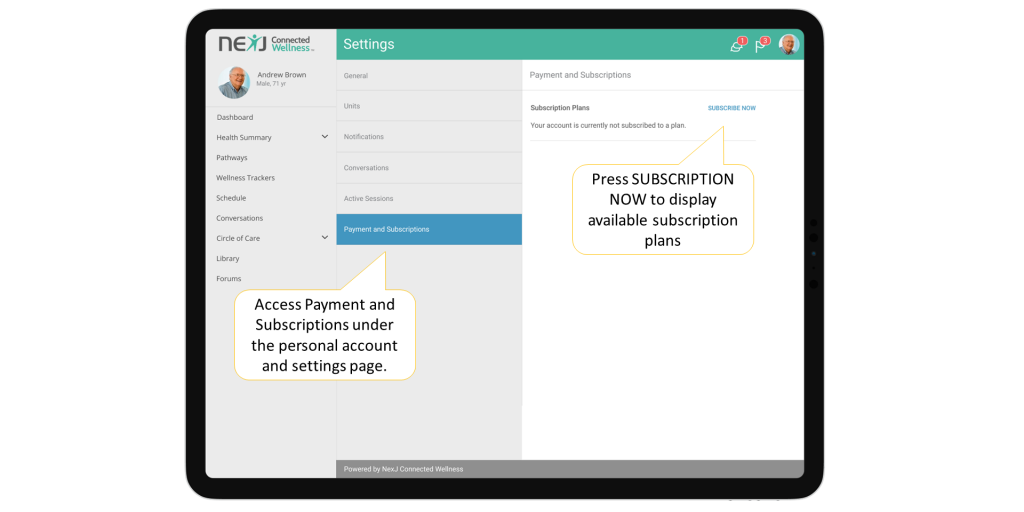 NEXJ Connected Wellness
Settings
1
3
Andrew Brown
Male, 71 yr
Dashboard
Health Summary
Pathways
Wellness Trackers
Schedule
Conversations
Circle of Care
Library
Forums
General
Units
Notifications
Conversations
Active Sessions
Payment and Subscriptions
Payment and Subscriptions
Subscription Plans
SUBSCRIBE NOW
Your account is currently not subscribed to a plan.
Press SUBSCRIPTION
NOW to display
available subscription
plans
Access Payment and
Subscriptions under
the personal account
and settings page.
Powered by NexJ Connected Wellness